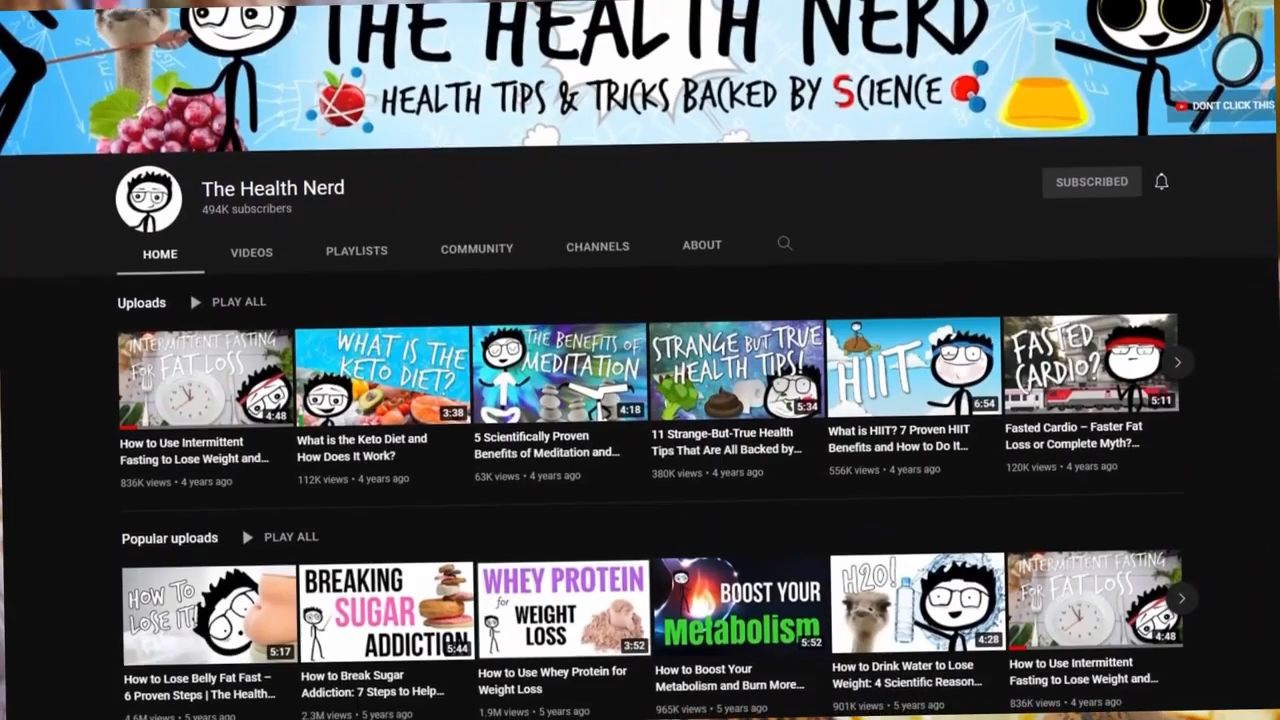 THE HEALTH NERD
HEALTH TIPS & TRICKS BACKED BY SCIENCE
DON'T CLICK THIS
The Health Nerd
494K subscribers
SUBSCRIBED
HOME VIDEOS PLAYLISTS COMMUNITY CHANNELS ABOUT
Uploads PLAY ALL
INTERMITTENT FASTING
FOR FAT LOSS
4:48
WHAT IS THE
KETO DIET?
3:38
THE BENEFITS OF
MEDITATION
4:18
STRANGE BUT TRUE
HEALTH TIPS!
5:34
HIIT
6:54
FASTED
CARDIO?
5:11
How to Use Intermittent
Fasting to Lose Weight and...
836K views • 4 years ago
What is the Keto Diet and
How Does It Work?
112K views • 4 years ago
5 Scientifically Proven
Benefits of Meditation and...
63K views • 4 years ago
11 Strange-But-True Health
Tips That Are All Backed by...
380K views • 4 years ago
What is HIIT? 7 Proven HIIT
Benefits and How to Do It...
556K views • 4 years ago
Fasted Cardio – Faster Fat
Loss or Complete Myth?...
120K views • 4 years ago
Popular uploads PLAY ALL
HOW TO
LOSE IT!
5:17
BREAKING
SUGAR
ADDICTION
5:44
WHEY PROTEIN
for WEIGHT
LOSS
3:52
BOOST YOUR
Metabolism
5:52
H2O!
4:28
INTERMITTENT FASTING
FOR FAT LOSS
4:48
How to Lose Belly Fat Fast –
6 Proven Steps | The Health...
4.6M views • 5 years ago
How to Break Sugar
Addiction: 7 Steps to Help...
2.3M views • 5 years ago
How to Use Whey Protein for
Weight Loss
1.9M views • 5 years ago
How to Boost Your
Metabolism and Burn More...
965K views • 5 years ago
How to Drink Water to Lose
Weight: 4 Scientific Reason...
901K views • 5 years ago
How to Use Intermittent
Fasting to Lose Weight and...
836K views • 4 years ago